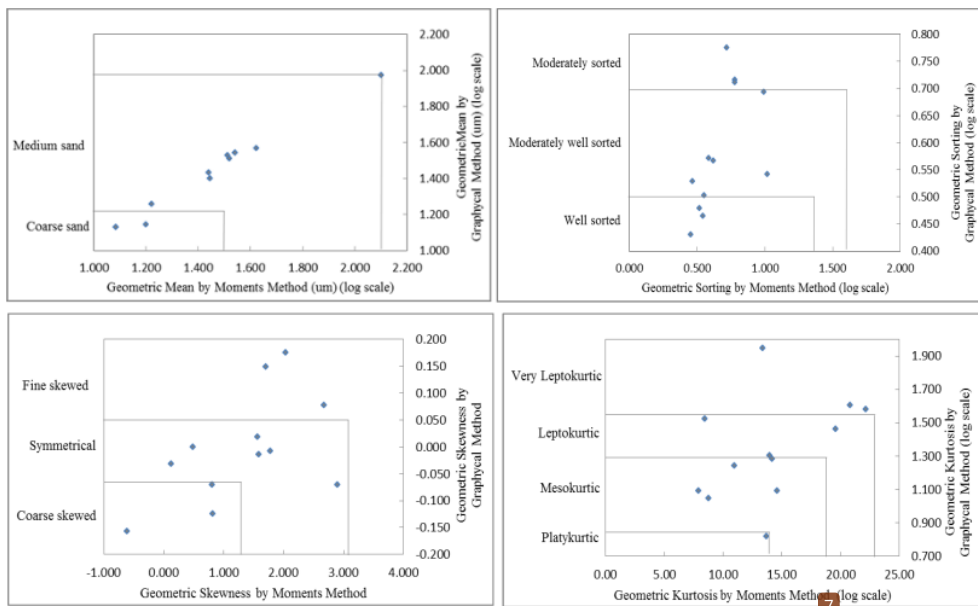 2.200
2.000
1.800
1.600
1.400
1.200
1.000
Medium sand
Coarse sand
1.000 1.200 1.400 1.600 1.800 2.000 2.200
Geometric Mean by Moments Method (um) (log scale)
GeometricMean by
Graphycal Method (um) (log scale)
0.800
0.750
0.700
0.650
0.600
0.550
0.500
0.450
0.400
Moderately sorted
Moderately well sorted
Well sorted
0.000 0.500 1.000 1.500 2.000
Geometric Sorting by Moments Method (log scale)
Geometric Sorting by
Graphycal Method (log scale)
0.200
0.150
0.100
0.050
0.000
-0.050
-0.100
-0.150
-0.200
Fine skewed
Symmetrical
Coarse skewed
-1.000 0.000 1.000 2.000 3.000 4.000
Geometric Skewness by Moments Method
Geometric Skewness by
Graphycal Method
1.900
1.700
1.500
1.300
1.100
0.900
0.700
Very Leptokurtic
Leptokurtic
Mesokurtic
Platykurtic
0.00 5.00 10.00 15.00 20.00 25.00
Geometric Kurtosis by Moments Method (log scale)
Geometric Kurtosis by
Graphycal Method (log scale)
7